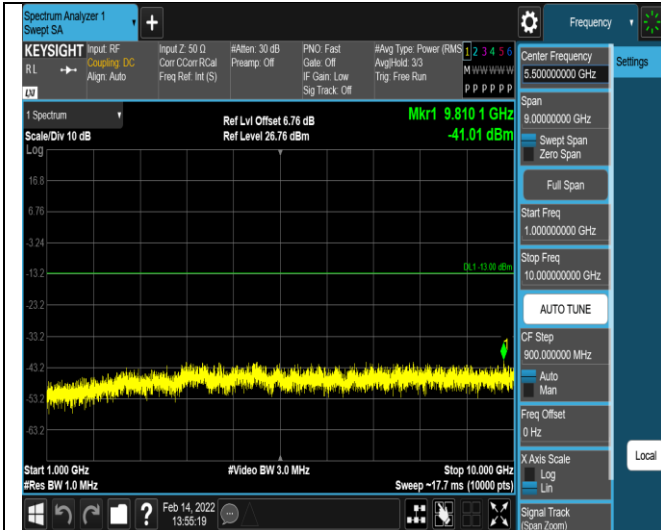 Spectrum Analyzer 1
Swept SA
+
Frequency
KEYSIGHT
RL
LXI
Input: RF
Coupling: DC
Align: Auto
Input Z: 50 Ω
Corr CCorr RCal
Freq Ref: Int (S)
#Atten: 30 dB
Preamp: Off
PNO: Fast
Gate: Off
IF Gain: Low
Sig Track: Off
#Avg Type: Power (RMS
Avg|Hold: 3/3
Trig: Free Run
1 2 3 4 5 6
M W W W W W
P P P P P P
1 Spectrum
Scale/Div 10 dB
Log
Ref Lvl Offset 6.76 dB
Ref Level 26.76 dBm
Mkr1 9.810 1 GHz
-41.01 dBm
16.8
6.76
-3.24
-13.2
DL1 -13.00 dBm
-23.2
-33.2
-43.2
-53.2
-63.2
1
Start 1.000 GHz
#Res BW 1.0 MHz
#Video BW 3.0 MHz
Stop 10.000 GHz
Sweep ~17.7 ms (10000 pts)
Feb 14, 2022
13:55:19
Center Frequency
5.50000000 GHz
Settings
Span
9.00000000 GHz
Swept Span
Zero Span
Full Span
Start Freq
1.000000000 GHz
Stop Freq
10.000000000 GHz
AUTO TUNE
CF Step
900.000000 MHz
Auto
Man
Freq Offset
0 Hz
X Axis Scale
Log
Lin
Local
Signal Track
(Span Zoom)